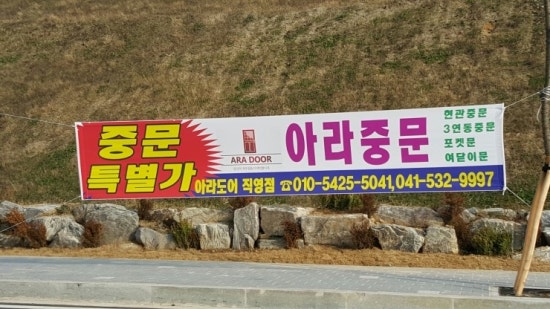 중문
특별가
ARA DOOR
아라중문
현관중문
3연동중문
포켓문
여닫이문
아라도어 직영점 ☎010-5425-5041, 041-532-9997